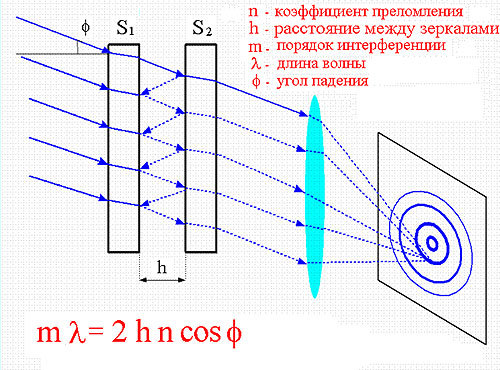 n - коэффициент преломления
h - расстояние между зеркалами
m - порядок интерференции
λ - длина волны
ϕ - угол падения
ϕ
S₁
S₂
h
m λ = 2 h n cos ϕ